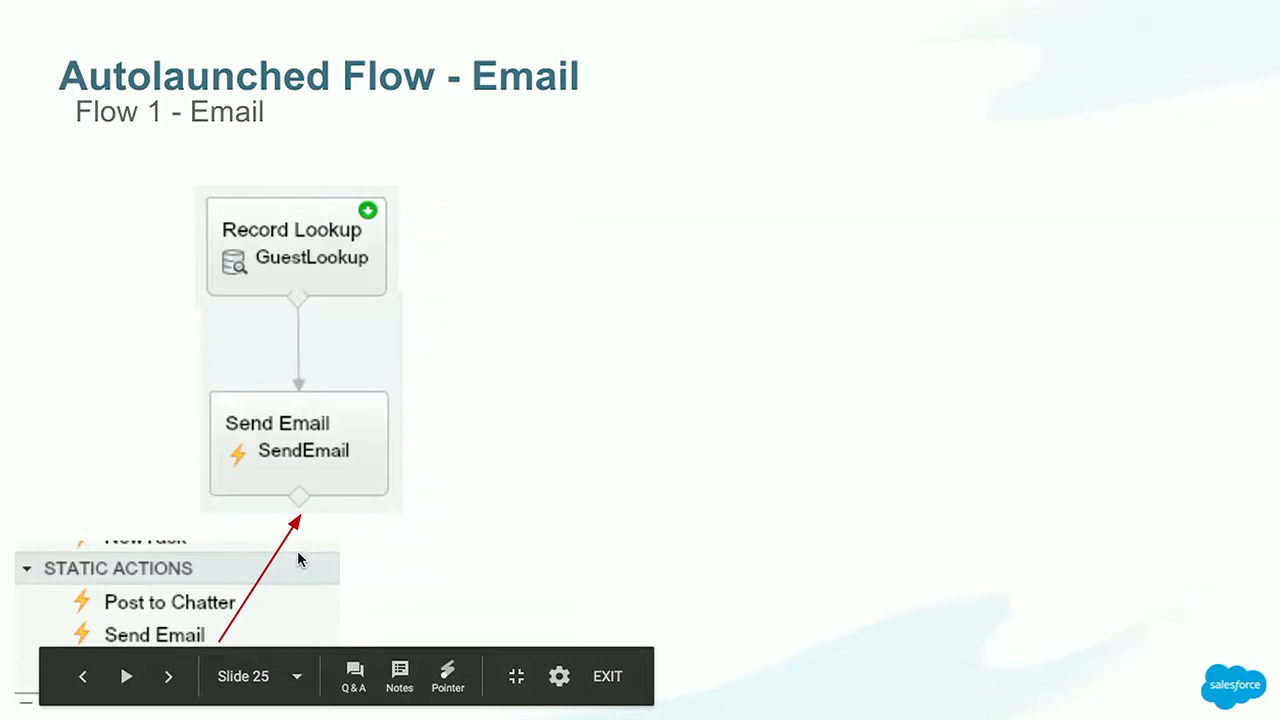 Autolaunched Flow - Email
Flow 1 - Email
Record Lookup
GuestLookup
Send Email
SendEmail
NewTask
STATIC ACTIONS
Post to Chatter
Send Email
Slide 25
Q&A
Notes
Pointer
EXIT
salesforce